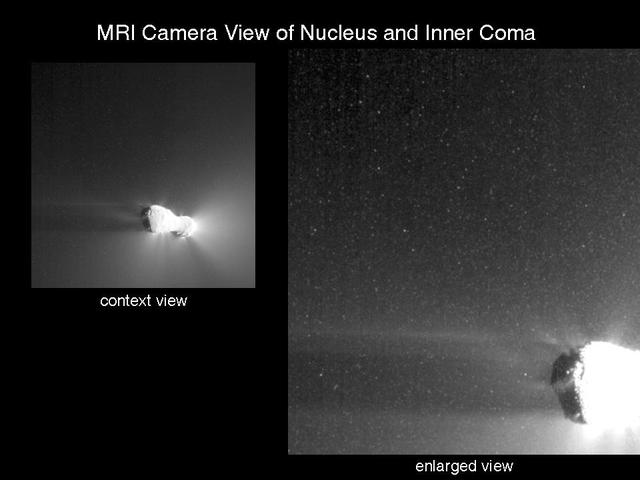 MRI Camera View of Nucleus and Inner Coma
context view
enlarged view